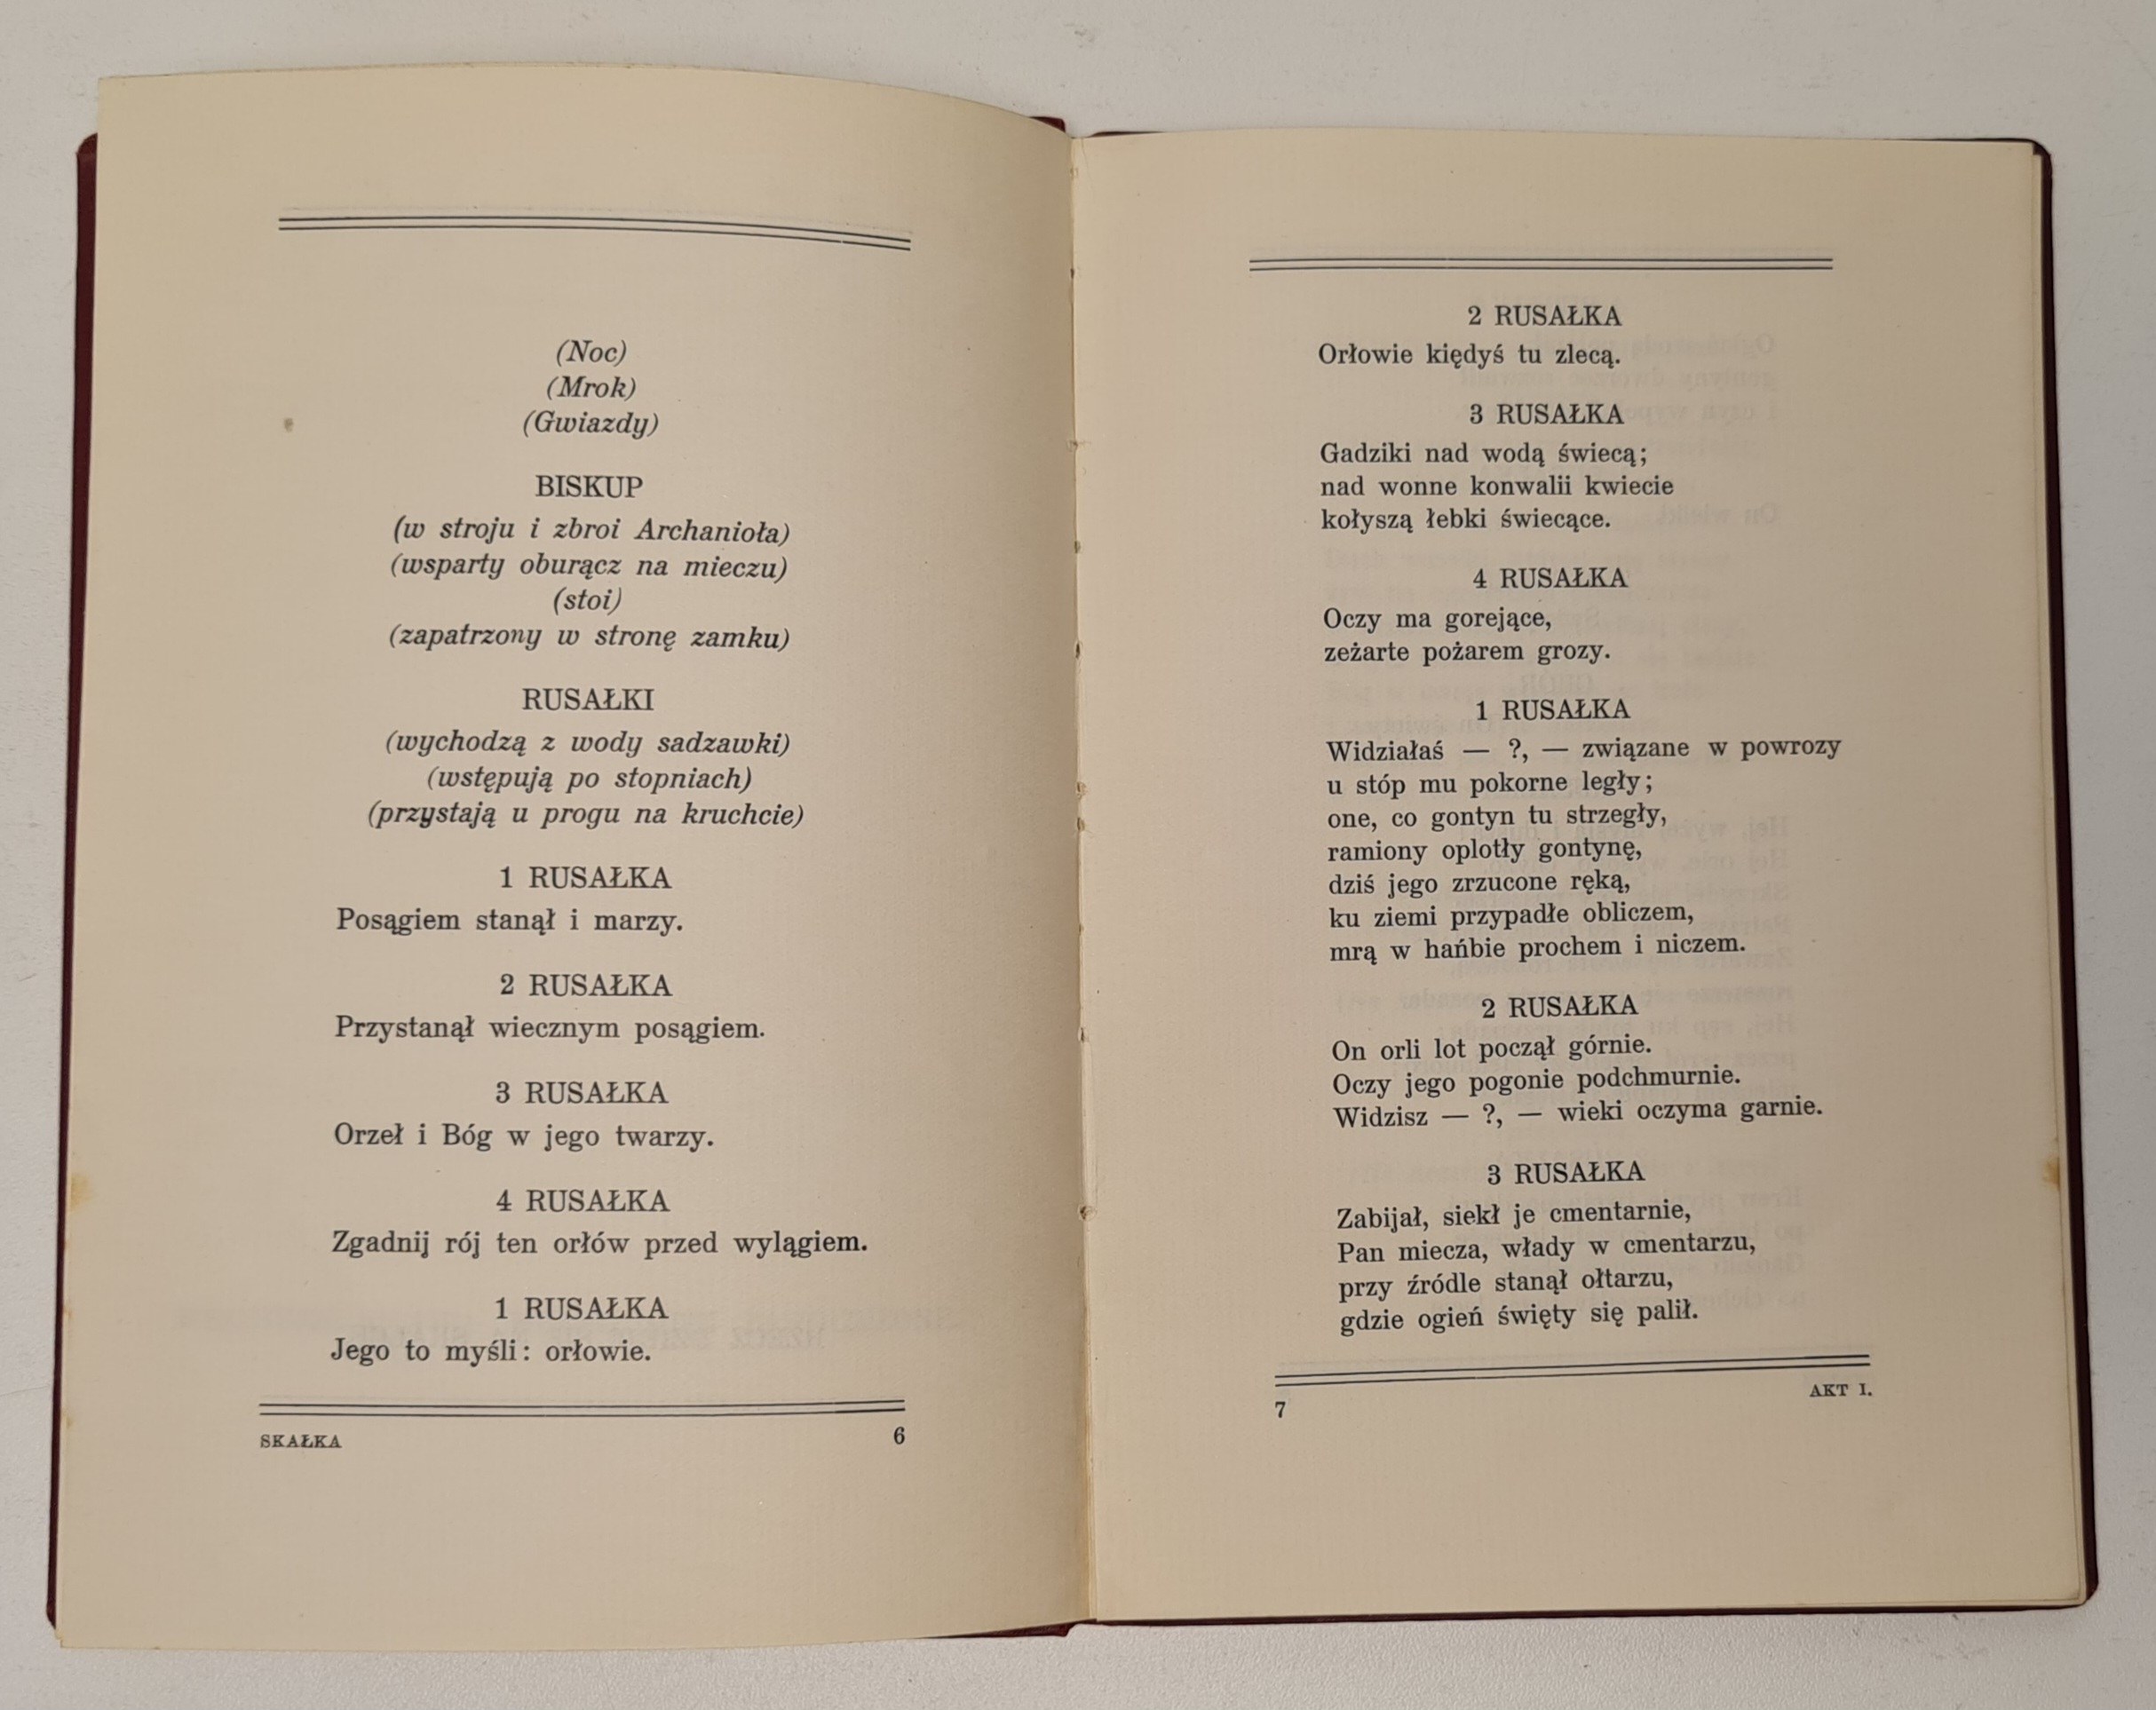 (Noc)
(Mrok)
(Gwiazdy)
BISKUP
(w stroju i zbroi Archanioła)
(wsparty oburącz na mieczu)
(stoi)
(zapatrzony w stronę zamku)
RUSAŁKI
(wychodzą z wody sadzawki)
(wstępują po stopniach)
(przystają u progu na kruchcie)
1 RUSAŁKA
Posągiem stanął i marzy.
2 RUSAŁKA
Przystanął wiecznym posągiem.
3 RUSAŁKA
Orzeł i Bóg w jego twarzy.
4 RUSAŁKA
Zgadnij rój ten orłów przed wylągiem.
1 RUSAŁKA
Jego to myśli: orłowie.
SKAŁKA 6
2 RUSAŁKA
Orłowie kiędyś tu zlecą.
3 RUSAŁKA
Gadziki nad wodą świecą;
nad wonne konwalii kwiecie
kołyszą łebki świecące.
4 RUSAŁKA
Oczy ma gorejące,
zeżarte pożarem grozy.
1 RUSAŁKA
Widziałaś — ?, — związane w powrozy
u stóp mu pokorne legły;
one, co gontyn tu strzegły,
ramiony oplotły gontynę,
dziś jego zrzucone ręką,
ku ziemi przypadłe obliczem,
mrą w hańbie prochem i niczem.
2 RUSAŁKA
On orli lot począł górnie.
Oczy jego pogonie podchmurnie.
Widzisz — ?, — wieki oczyma garnie.
3 RUSAŁKA
Zabijał, siekł je cmentarnie,
Pan miecza, włady w cmentarzu,
przy źródle stanął ołtarzu,
gdzie ogień święty się palił.
7 AKT I.